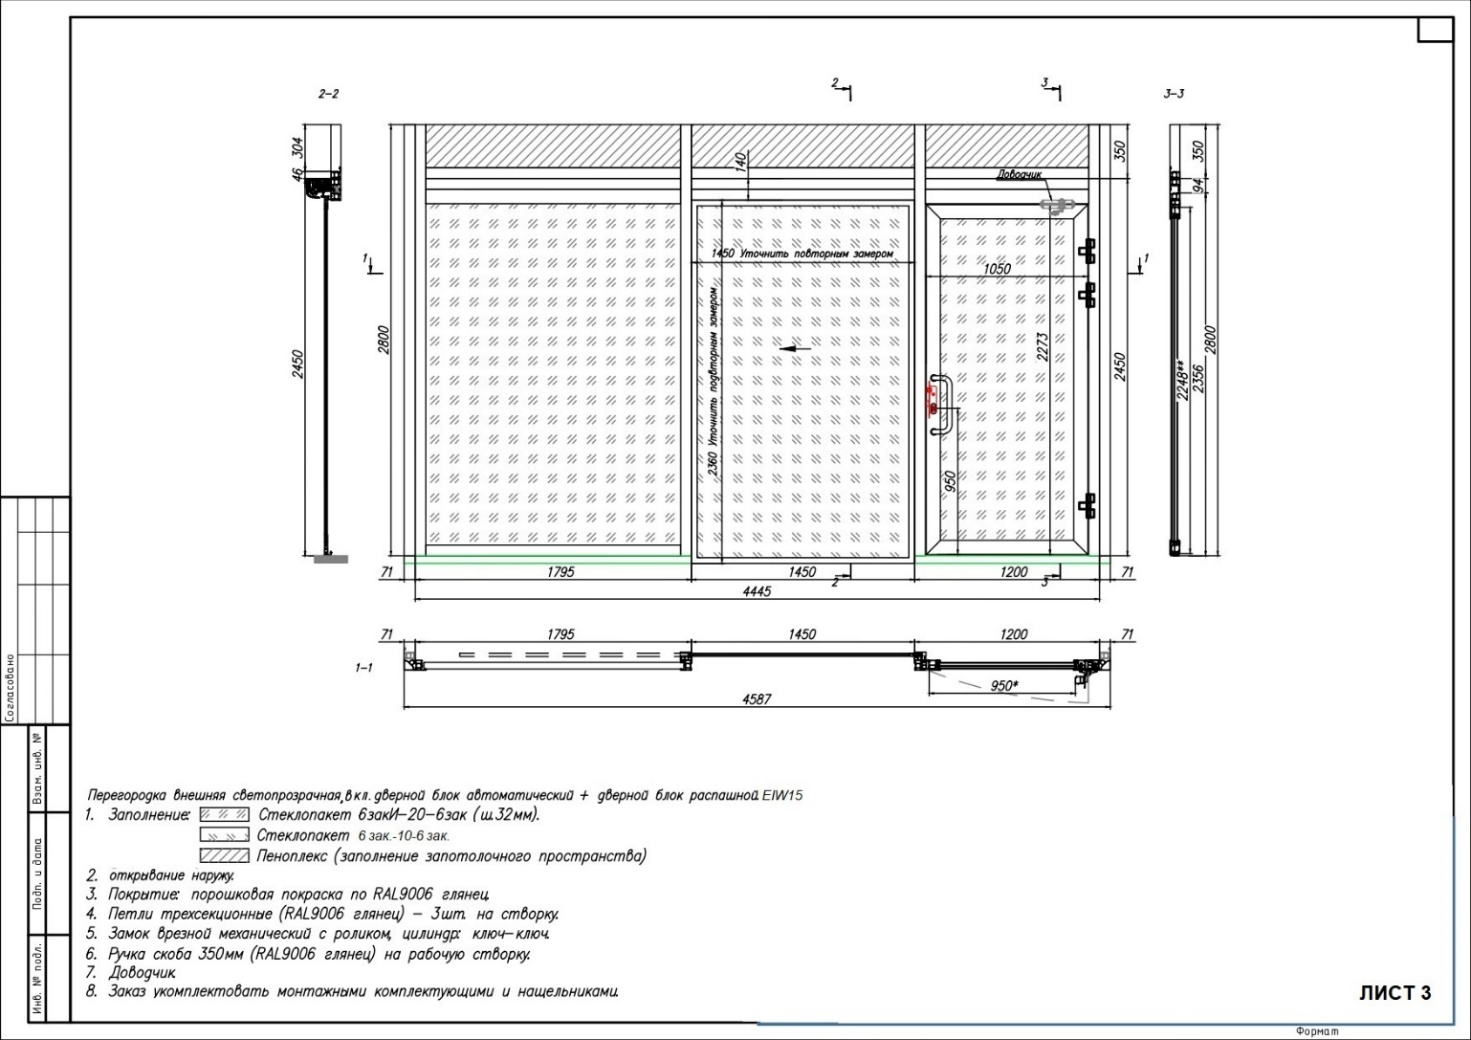 2-2
2
3
3-3
304
46
140
350
350
94
Доводчик
1
1450 Уточнить повторным замером
1
1050
2450
2800
2360 Уточнить подвторным замером
2273
950
2450
2248**
2356
2800
71
1795
1450
2
1200
3
71
4445
71
1795
1450
1200
71
1-1
950*
4587
Согласовано
Взам. инв. №
Подп. и дата
Инв. № подл.
Перегородка внешняя светопрозрачная,вкл. дверной блок автоматический + дверной блок распашной. EIW15
1. Заполнение: Стеклопакет 6закИ-20-6зак (ш.32мм).
Стеклопакет 6 зак.-10-6 зак.
Пеноплекс (заполнение запотолочного пространства)
2. открывание наружу.
3. Покрытие: порошковая покраска по RAL9006 глянец.
4. Петли трехсекционные (RAL9006 глянец) - 3шт. на створку.
5. Замок врезной механический с роликом, цилиндр: ключ-ключ.
6. Ручка скоба 350мм (RAL9006 глянец) на рабочую створку.
7. Доводчик.
8. Заказ укомплектовать монтажными комплектующими и нащельниками.
ЛИСТ 3
Формат